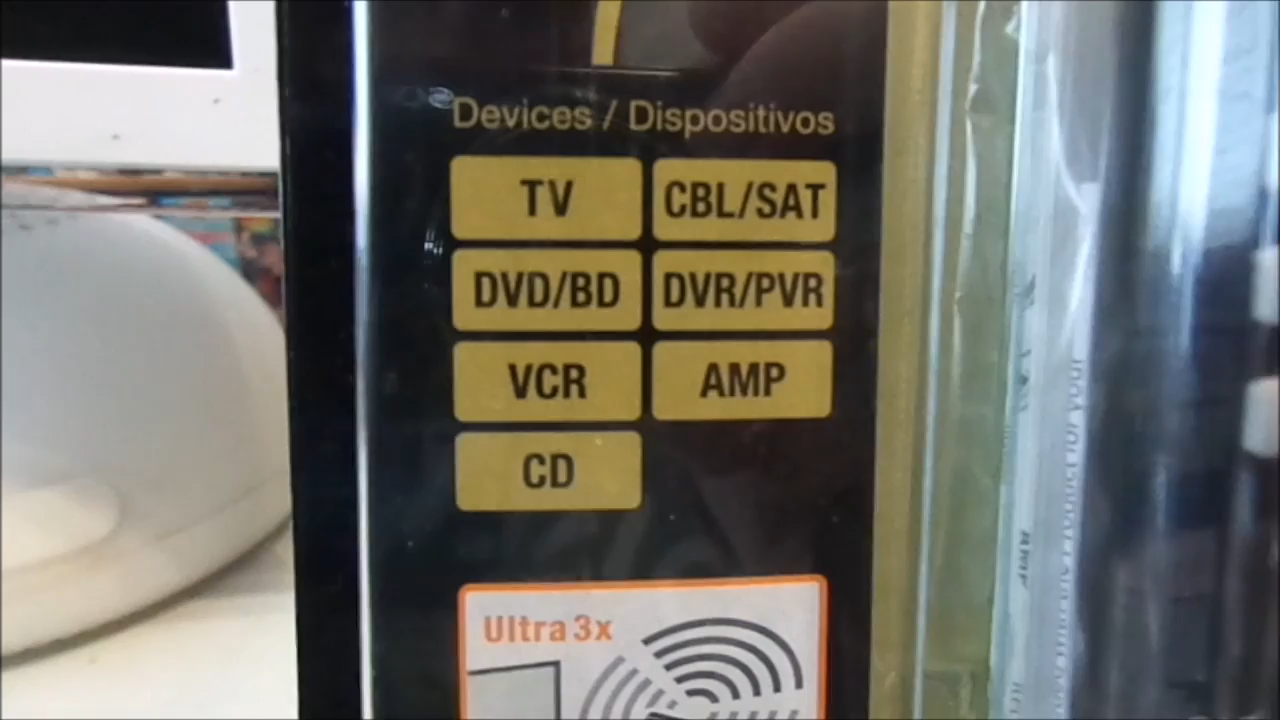 Devices / Dispositivos
TV CBL/SAT
DVD/BD DVR/PVR
VCR AMP
CD
Ultra 3x